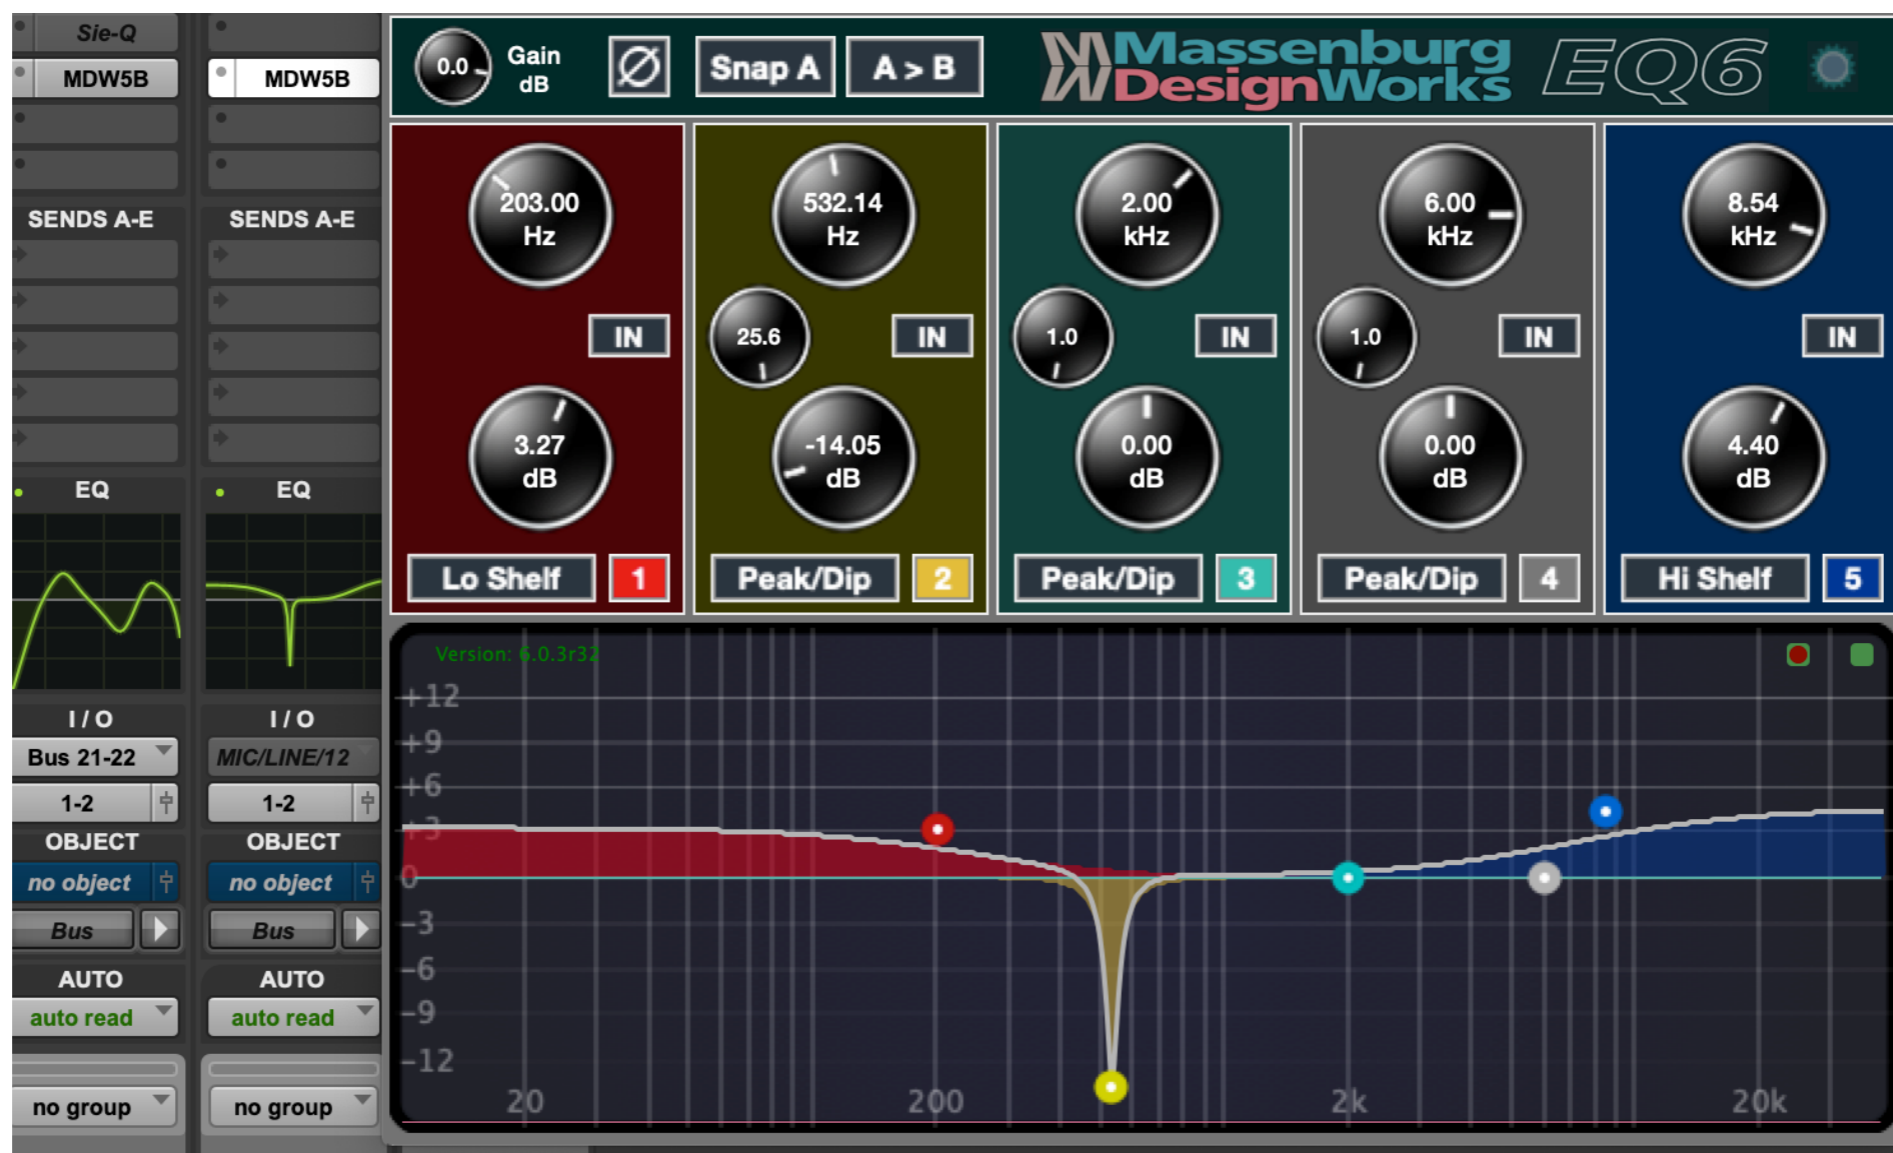 Sie-Q
MDW5B
MDW5B
SENDS A-E
SENDS A-E
EQ
EQ
I / O
I / O
Bus 21-22
MIC/LINE/12
1-2
1-2
OBJECT
OBJECT
no object
no object
Bus
Bus
AUTO
AUTO
auto read
auto read
no group
no group
0.0
Gain
dB
Ø
Snap A
A > B
Massenburg
DesignWorks
EQ6
203.00
Hz
IN
3.27
dB
Lo Shelf
1
532.14
Hz
25.6
IN
-14.05
dB
Peak/Dip
2
2.00
kHz
1.0
IN
0.00
dB
Peak/Dip
3
6.00
kHz
1.0
IN
0.00
dB
Peak/Dip
4
8.54
kHz
IN
4.40
dB
Hi Shelf
5
Version: 6.0.3r32
+12
+9
+6
+3
0
-3
-6
-9
-12
20
200
2k
20k